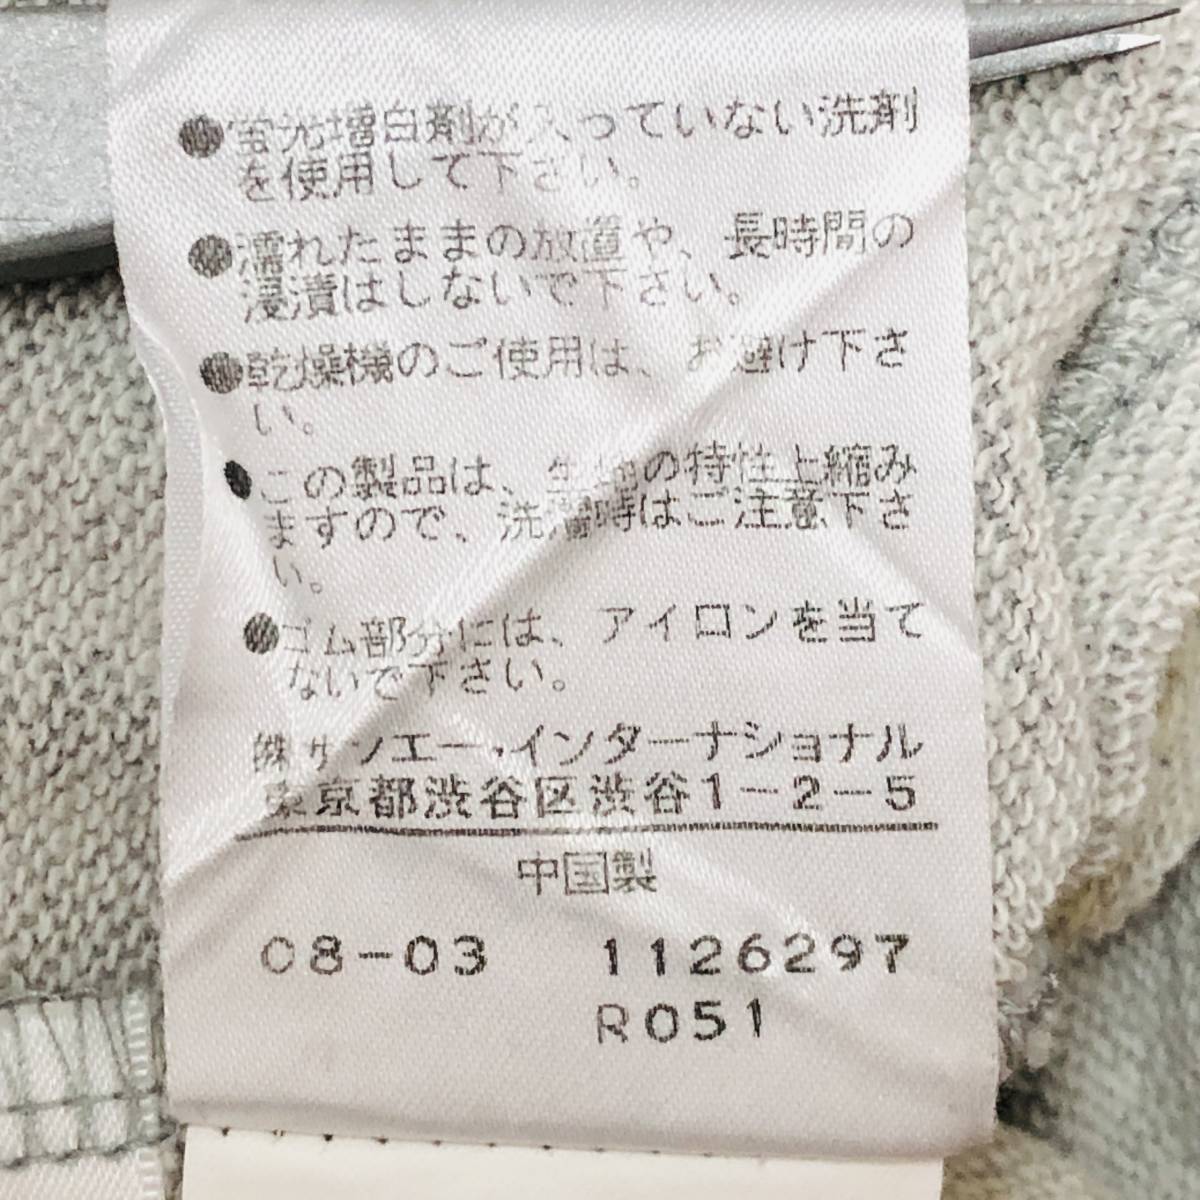 ●蛍光増白剤が入っていない洗剤
を使用して下さい。
●濡れたままの放置や、長時間の
浸漬はしないで下さい。
●乾燥機のご使用は、お避け下さ
い。
●この製品は、生地の特性上縮み
ますので、洗濯時はご注意下さ
い。
●ゴム部分には、アイロンを当て
ないで下さい。
㈱サンエー・インターナショナル
東京都渋谷区渋谷1-2-5
中国製
08-03 1126297
R051